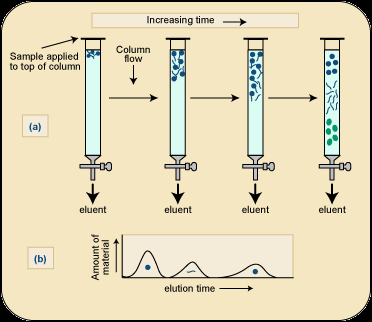 Increasing time
Sample applied
to top of column
Column
flow
(a)
eluent
eluent
eluent
eluent
(b)
Amount of
material
elution time